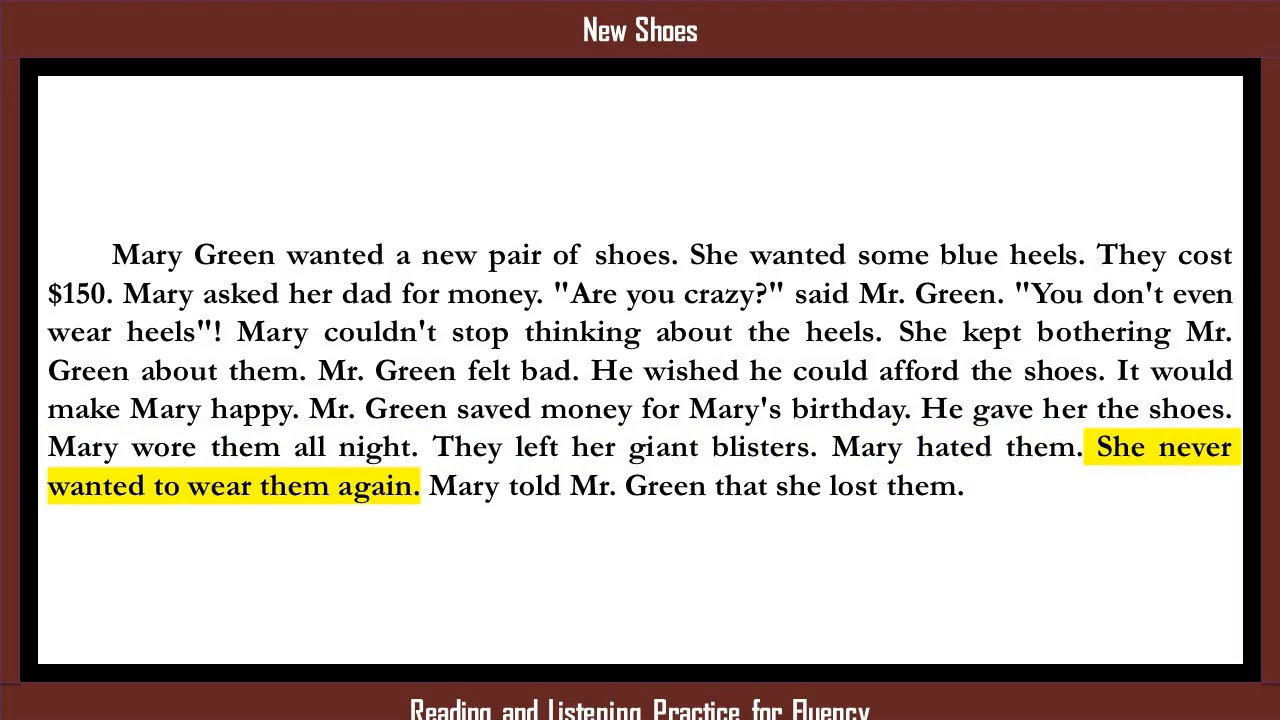 New Shoes
Mary Green wanted a new pair of shoes. She wanted some blue heels. They cost
$150. Mary asked her dad for money. "Are you crazy?" said Mr. Green. "You don't even
wear heels"! Mary couldn't stop thinking about the heels. She kept bothering Mr.
Green about them. Mr. Green felt bad. He wished he could afford the shoes. It would
make Mary happy. Mr. Green saved money for Mary's birthday. He gave her the shoes.
Mary wore them all night. They left her giant blisters. Mary hated them. She never
wanted to wear them again. Mary told Mr. Green that she lost them.
Reading and Listening Practice for Fluency